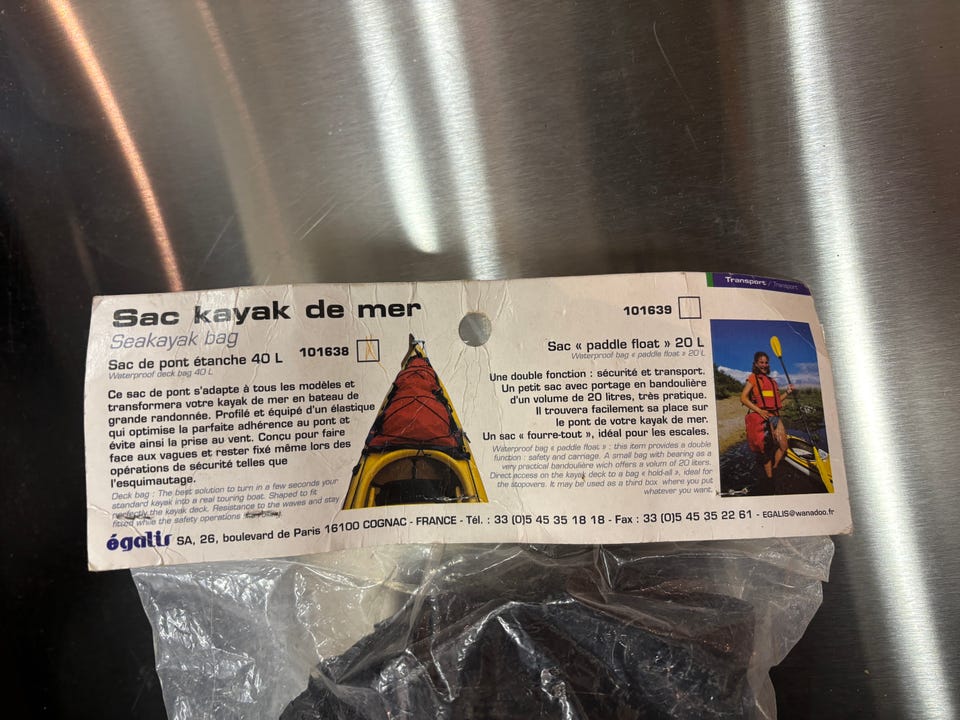 Transport / Transport
Sac kayak de mer
Seakayak bag
Sac de pont étanche 40 L 101638
Waterproof deck bag 40 L
Ce sac de pont s'adapte à tous les modèles et
transformera votre kayak de mer en bateau de
grande randonnée. Profilé et équipé d'un élastique
qui optimise la parfaite adhérence au pont et
évite ainsi la prise au vent. Conçu pour faire
face aux vagues et rester fixé même lors des
opérations de sécurité telles que
l'esquimautage.
Deck bag : The best solution to turn in a few seconds your
standard kayak into a real touring boat. Shaped to fit
perfectly the kayak deck. Resistance to the waves and stay
fitted while the safety operations
101639
Sac « paddle float » 20 L
Waterproof bag « paddle float » 20 L
Une double fonction : sécurité et transport.
Un petit sac avec portage en bandoulière
d'un volume de 20 litres, très pratique.
Il trouvera facilement sa place sur
le pont de votre kayak de mer.
Un sac « fourre-tout », idéal pour les escales.
Waterproof bag « paddle float » : this item provides a double
function : safety and carriage. A small bag with bearing as a
very practical bandoulière wich offers a volum of 20 liters.
Direct access on the kayak deck to a bag « hold-all », ideal for
the stopovers. It may be used as a third box where you put
whatever you want.
égalis SA, 26, boulevard de Paris 16100 COGNAC - FRANCE - Tél. : 33 (0)5 45 35 18 18 - Fax : 33 (0)5 45 35 22 61 - EGALIS@wanadoo.fr